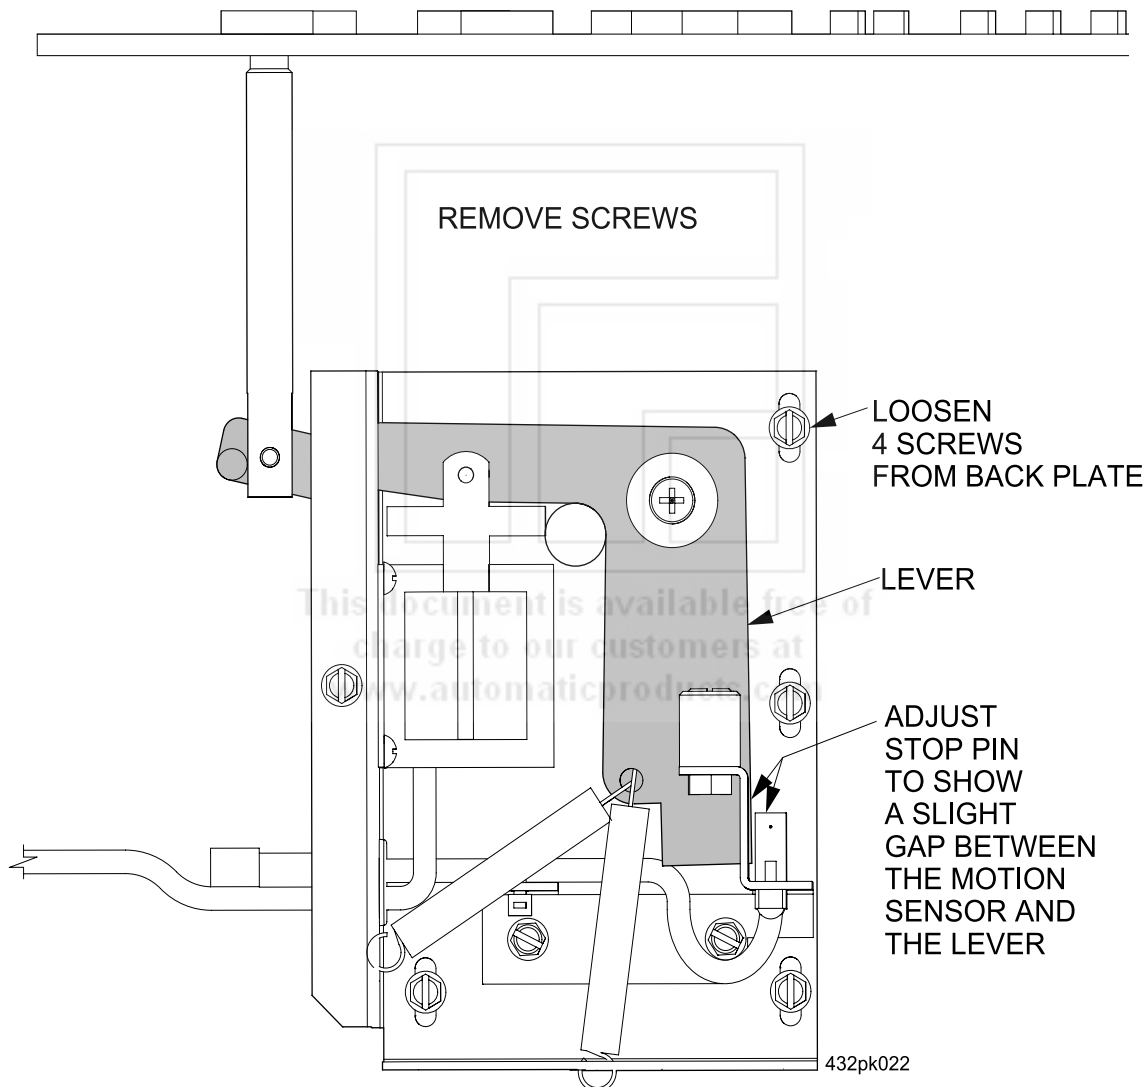 REMOVE SCREWS
LOOSEN
4 SCREWS
FROM BACK PLATE
LEVER
This document is available free of
charge to our customers at
www.automaticproducts.com
ADJUST
STOP PIN
TO SHOW
A SLIGHT
GAP BETWEEN
THE MOTION
SENSOR AND
THE LEVER
432pk022